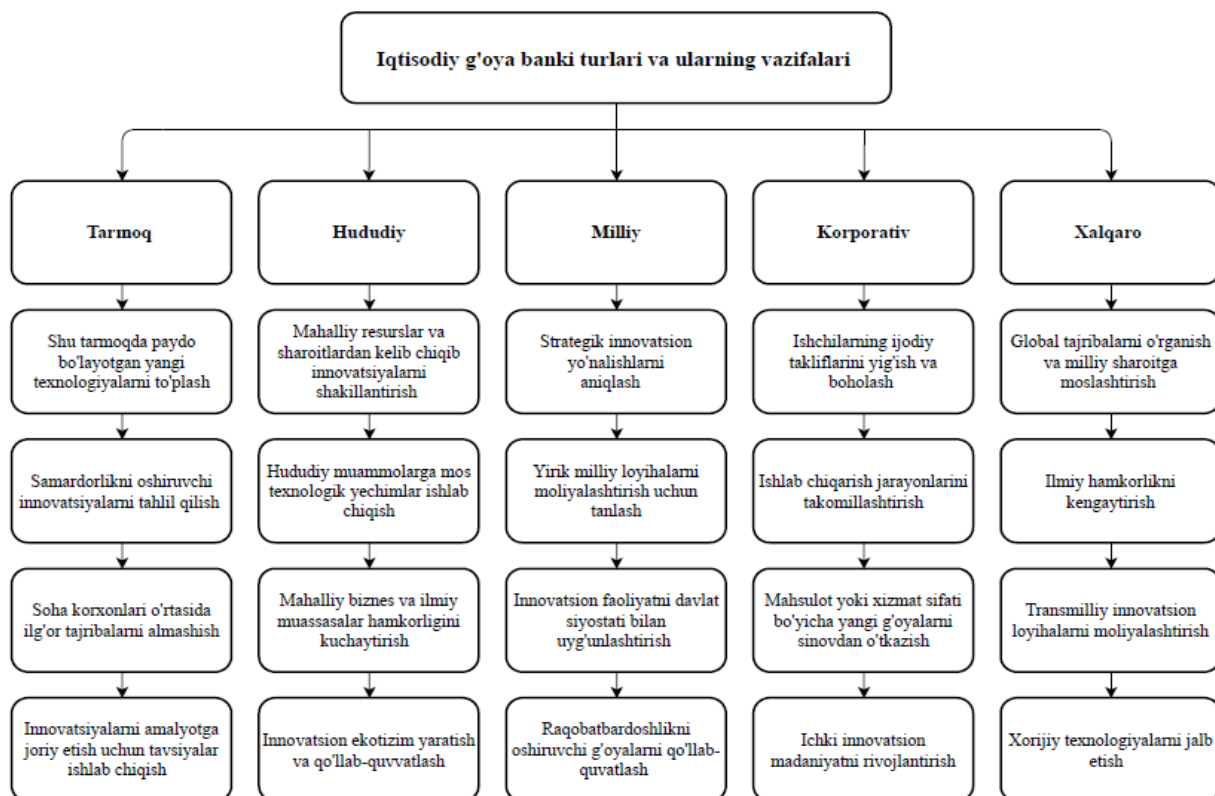 Iqtisodiy g'oya banki turlari va ularning vazifalari
Tarmoq
Hududiy
Milliy
Korporativ
Xalqaro
Shu tarmoqda paydo
bo'layotgan yangi
texnologiyalarni to'plash
Mahalliy resurslar va
sharoitlardan kelib chiqib
innovatsiyalarni
shakillantirish
Strategik innovatsion
yo'nalishlarni
aniqlash
Ishchilarning ijodiy
takliflarini yig'ish va
boholash
Global tajribalarni o'rganish
va milliy sharoitga
moslashtirish
Samardorlikni oshiruvchi
innovatsiyalarni tahlil qilish
Hududiy muammolarga mos
texnologik yechimlar ishlab
chiqish
Yirik milliy loyihalarni
moliyalashtirish uchun
tanlash
Ishlab chiqarish jarayonlarini
takomillashtirish
Ilmiy hamkorlikni
kengaytirish
Soha korxonlari o'rtasida
ilg'or tajribalarni almashish
Mahalliy biznes va ilmiy
muassasalar hamkorligini
kuchaytirish
Innovatsion faoliyatni davlat
siyostati bilan
uyg'unlashtirish
Mahsulot yoki xizmat sifati
bo'yicha yangi g'oyalarni
sinovdan o'tkazish
Transmilliy innovatsion
loyihalarni moliyalashtirish
Innovatsiyalarni amalyotga
joriy etish uchun tavsiyalar
ishlab chiqish
Innovatsion ekotizim yaratish
va qo'llab-quvvatlash
Raqobatbardoshlikni
oshiruvchi g'oyalarni qo'llab-
quvatlash
Ichki innovatsion
madaniyatni rivojlantirish
Xorijiy texnologiyalarni jalb
etish